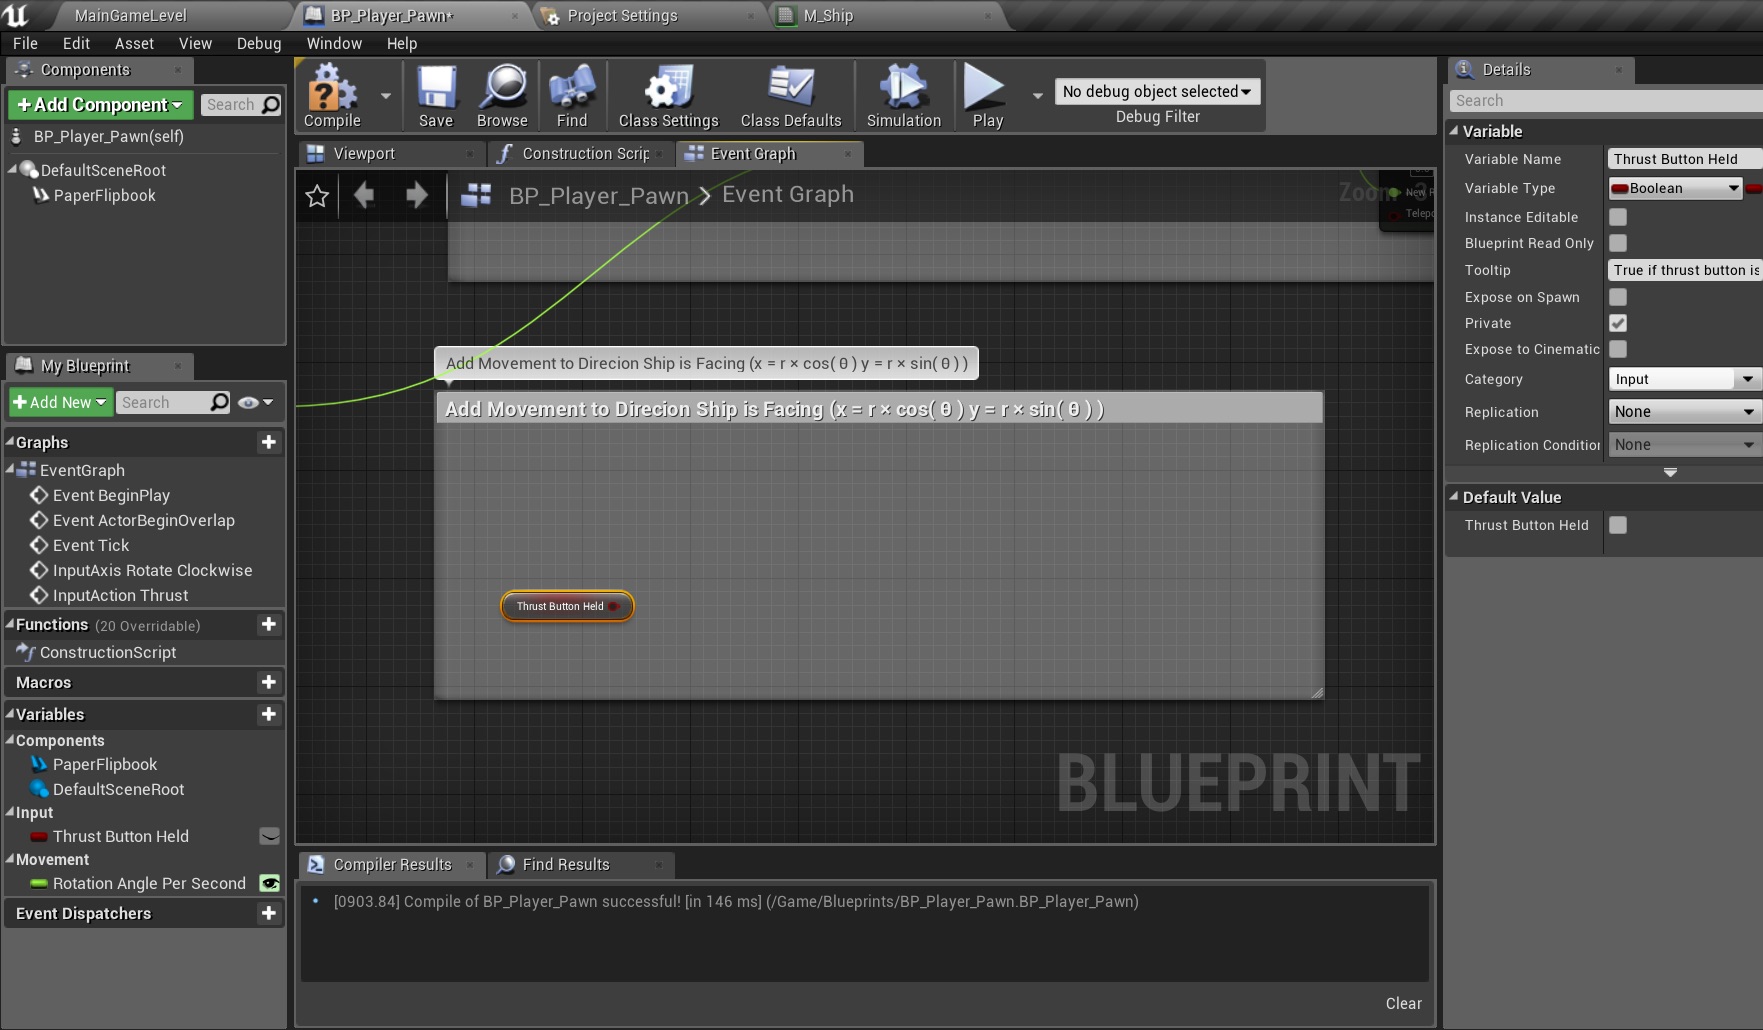 MainGameLevel
BP_Player_Pawn*
Project Settings
M_Ship
File Edit Asset View Debug Window Help
Components
Add Component
Search
BP_Player_Pawn(self)
DefaultSceneRoot
PaperFlipbook
My Blueprint
Add New
Search
Graphs
EventGraph
Event BeginPlay
Event ActorBeginOverlap
Event Tick
InputAxis Rotate Clockwise
InputAction Thrust
Functions (20 Overridable)
ConstructionScript
Macros
Variables
Components
PaperFlipbook
DefaultSceneRoot
Input
Thrust Button Held
Movement
Rotation Angle Per Second
Event Dispatchers
Compile
Save
Browse
Find
Class Settings
Class Defaults
Simulation
Play
No debug object selected
Debug Filter
Viewport
Construction Scrip
Event Graph
BP_Player_Pawn > Event Graph
Zoom -3
New R
Telepo
Add Movement to Direcion Ship is Facing (x = r × cos( θ ) y = r × sin( θ ) )
Add Movement to Direcion Ship is Facing (x = r × cos( θ ) y = r × sin( θ ) )
Thrust Button Held
BLUEPRINT
Compiler Results
Find Results
[0903.84] Compile of BP_Player_Pawn successful! [in 146 ms] (/Game/Blueprints/BP_Player_Pawn.BP_Player_Pawn)
Clear
Details
Search
Variable
Variable Name Thrust Button Held
Variable Type Boolean
Instance Editable
Blueprint Read Only
Tooltip True if thrust button is
Expose on Spawn
Private
Expose to Cinematic
Category Input
Replication None
Replication Condition None
Default Value
Thrust Button Held